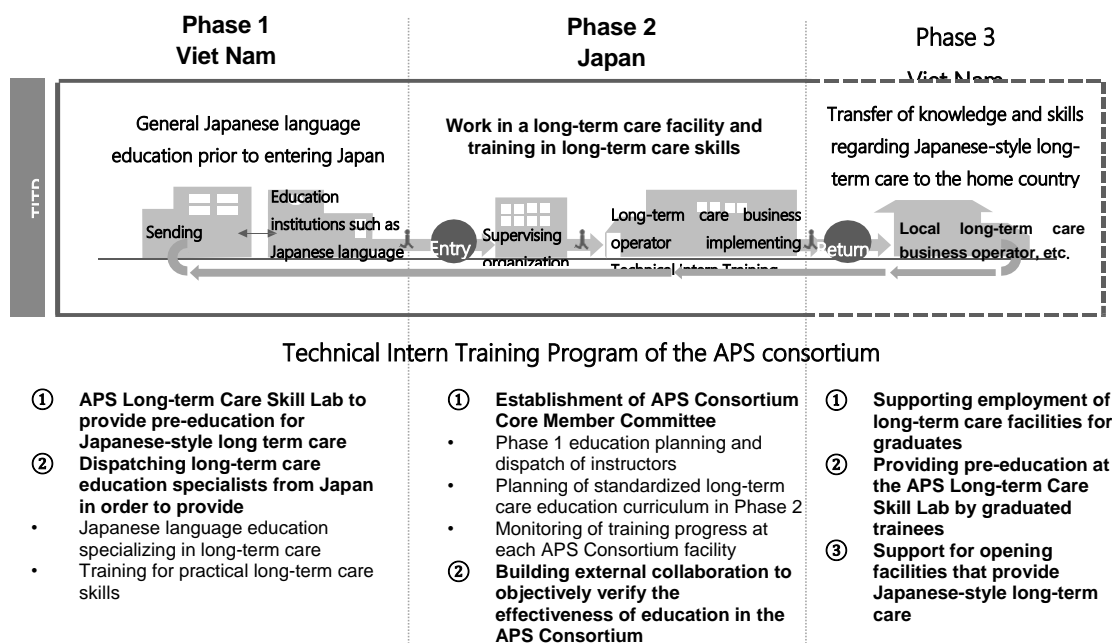 Phase 1
Viet Nam
Phase 2
Japan
Phase 3
Viet Nam
TITP
General Japanese language
education prior to entering Japan
Work in a long-term care facility and
training in long-term care skills
Transfer of knowledge and skills
regarding Japanese-style long-
term care to the home country
Sending
Education
institutions such as
Japanese language
Entry
Supervising
organization
Long-term care business
operator implementing
Technical Intern Training
Return
Local long-term care
business operator, etc.
Technical Intern Training Program of the APS consortium
① APS Long-term Care Skill Lab to
provide pre-education for
Japanese-style long term care
② Dispatching long-term care
education specialists from Japan
in order to provide
• Japanese language education
specializing in long-term care
• Training for practical long-term care
skills
① Establishment of APS Consortium
Core Member Committee
• Phase 1 education planning and
dispatch of instructors
• Planning of standardized long-term
care education curriculum in Phase 2
• Monitoring of training progress at
each APS Consortium facility
② Building external collaboration to
objectively verify the
effectiveness of education in the
APS Consortium
① Supporting employment of
long-term care facilities for
graduates
② Providing pre-education at
the APS Long-term Care
Skill Lab by graduated
trainees
③ Support for opening
facilities that provide
Japanese-style long-term
care